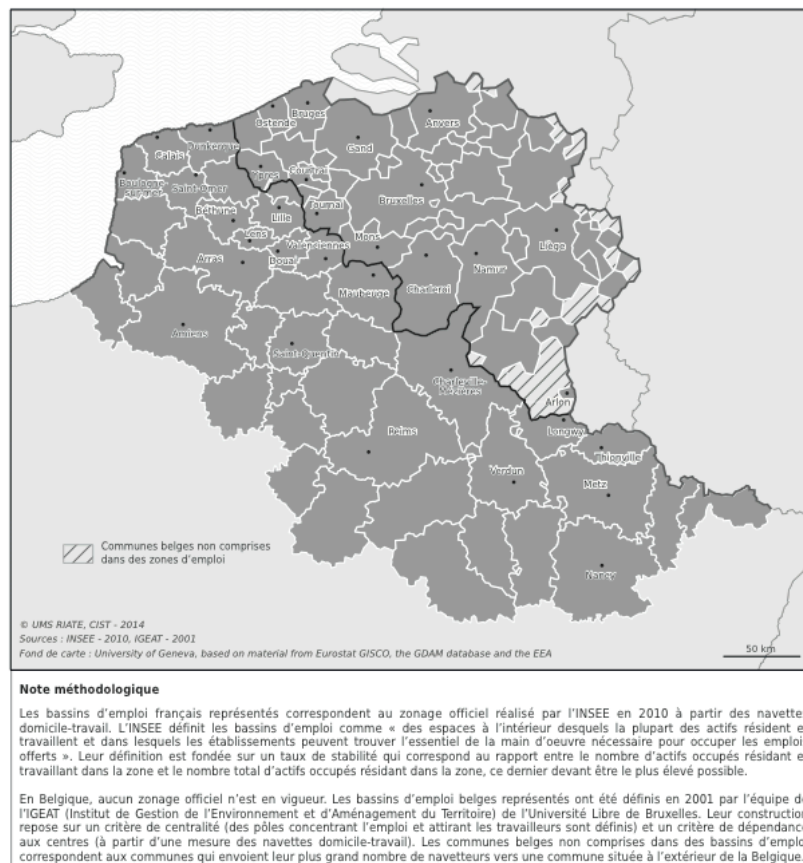 Bruges
Ostende
Anvers
Dunkerque
Calais
Gand
Ypres
Courtrai
Boulogne-
sur-mer
Saint-Omer
Bruxelles
Béthune
Lille
Tournai
Lens
Mons
Liège
Valenciennes
Arras
Douai
Namur
Charleroi
Maubeuge
Amiens
Saint-Quentin
Charleville-
Mézières
Arlon
Longwy
Reims
Thionville
Verdun
Metz
Nancy
Communes belges non comprises
dans des zones d'emploi
© UMS RIATE, CIST - 2014
Sources : INSEE - 2010, IGEAT - 2001
Fond de carte : University of Geneva, based on material from Eurostat GISCO, the GDAM database and the EEA
50 km
Note méthodologique
Les bassins d'emploi français représentés correspondent au zonage officiel réalisé par l'INSEE en 2010 à partir des navettes
domicile-travail. L'INSEE définit les bassins d'emploi comme « des espaces à l'intérieur desquels la plupart des actifs résident e
travaillent et dans lesquels les établissements peuvent trouver l'essentiel de la main d'oeuvre nécessaire pour occuper les emplo
offerts ». Leur définition est fondée sur un taux de stabilité qui correspond au rapport entre le nombre d'actifs occupés résidant e
travaillant dans la zone et le nombre total d'actifs occupés résidant dans la zone, ce dernier devant être le plus élevé possible.
En Belgique, aucun zonage officiel n'est en vigueur. Les bassins d'emploi belges représentés ont été définis en 2001 par l'équipe d
l'IGEAT (Institut de Gestion de l'Environnement et d'Aménagement du Territoire) de l'Université Libre de Bruxelles. Leur construction
repose sur un critère de centralité (des pôles concentrant l'emploi et attirant les travailleurs sont définis) et un critère de dépendanc
aux centres (à partir d'une mesure des navettes domicile-travail). Les communes belges non comprises dans des bassins d'emplo
correspondent aux communes qui envoient leur plus grand nombre de navetteurs vers une commune située à l'extérieur de la Belgiqu